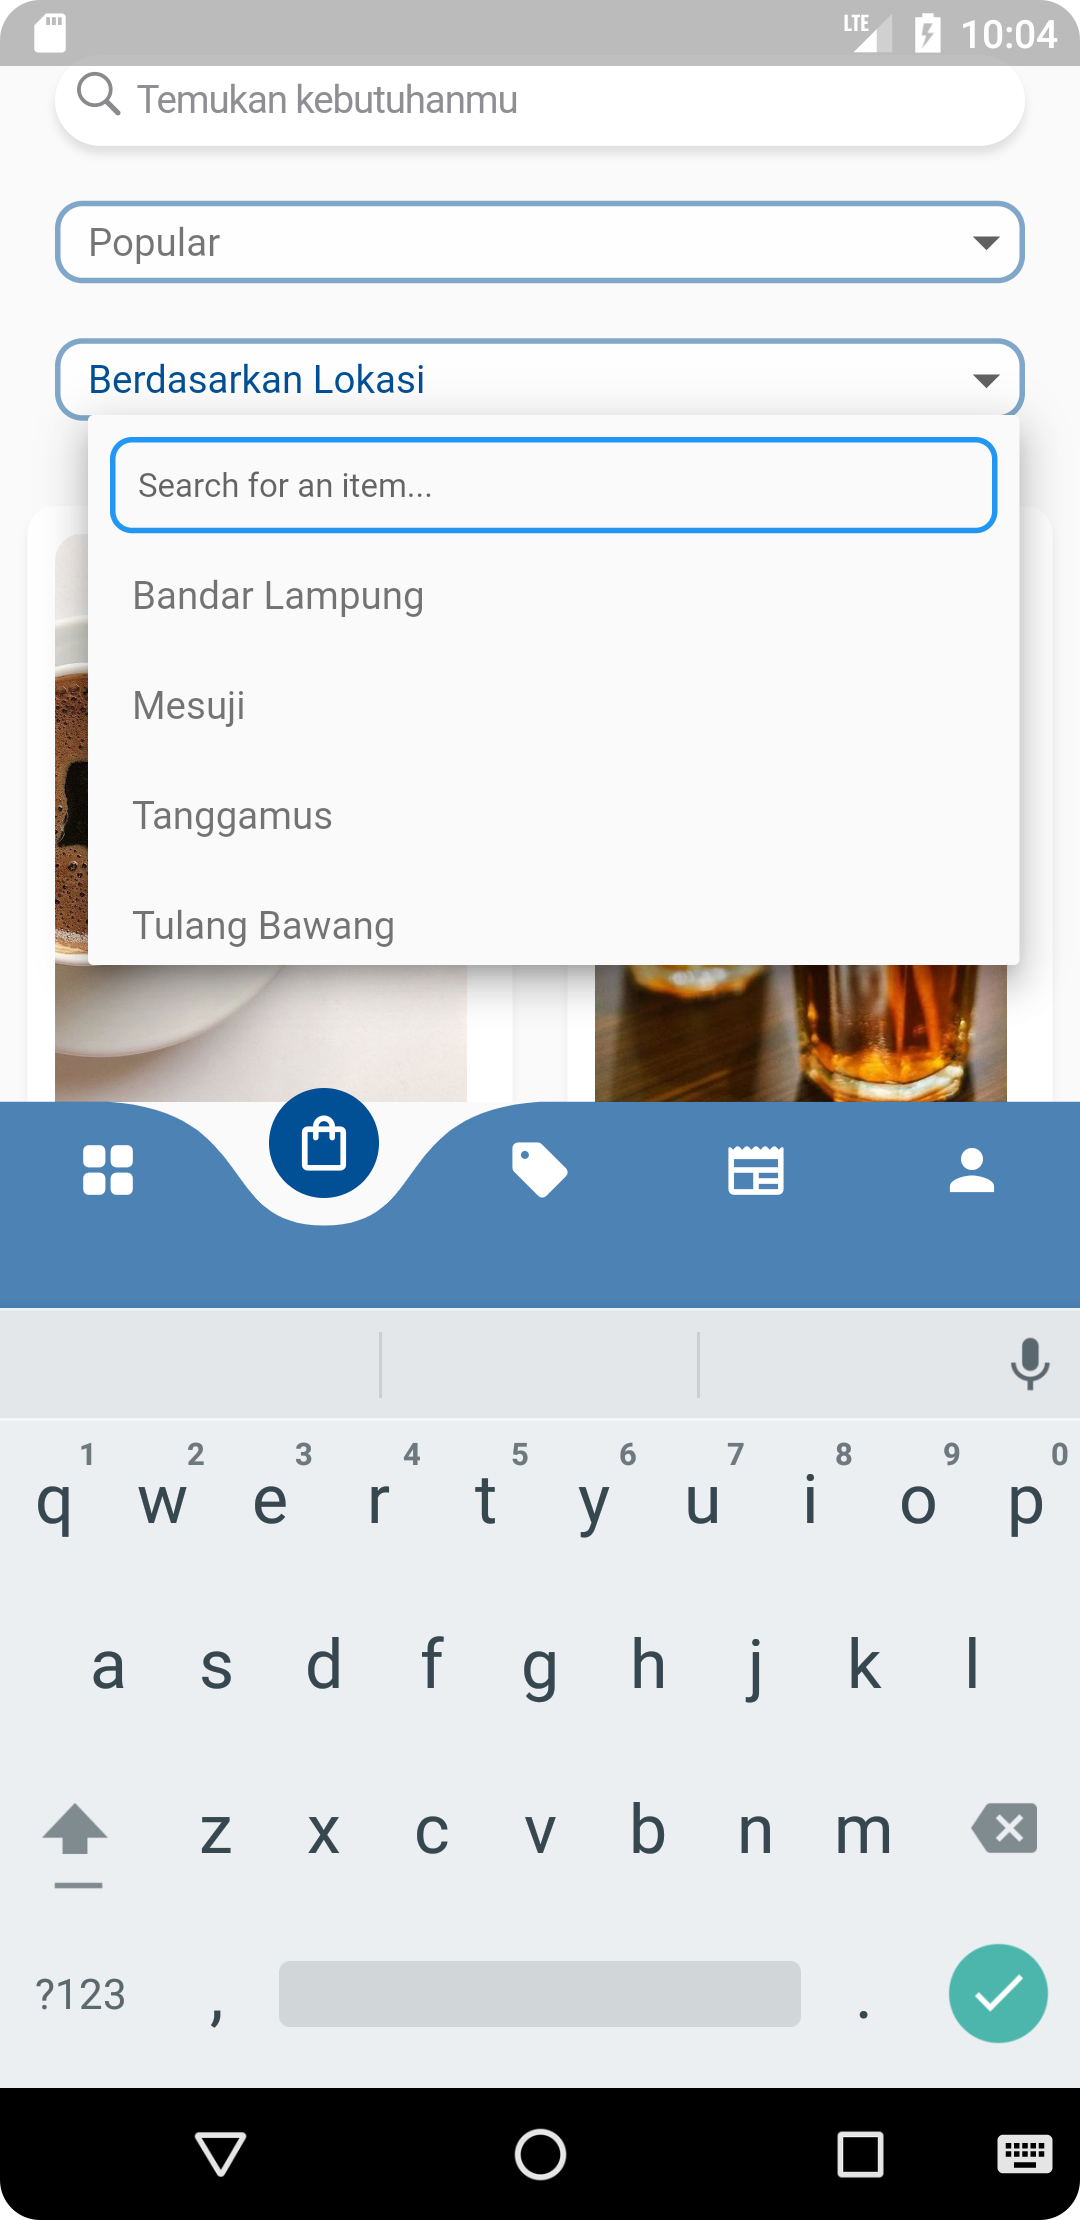 LTE 10:04
Temukan kebutuhanmu
Popular
Berdasarkan Lokasi
Search for an item...
Bandar Lampung
Mesuji
Tanggamus
Tulang Bawang
1 2 3 4 5 6 7 8 9 0
q w e r t y u i o p
a s d f g h j k l
z x c v b n m
?123 , .